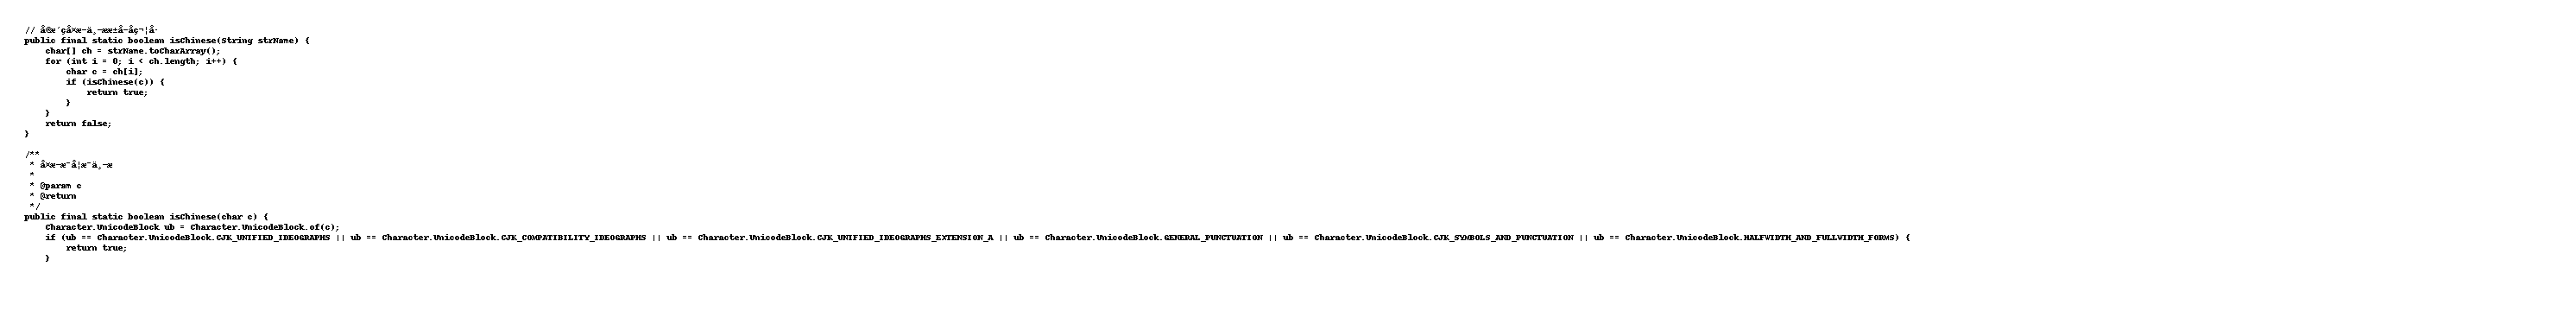 // å®æ´çå¤æ­ä¸­ææ±å­åç¬¦å·
public final static boolean isChinese(String strName) {
char[] ch = strName.toCharArray();
for (int i = 0; i < ch.length; i++) {
char c = ch[i];
if (isChinese(c)) {
return true;
}
}
return false;
}
/**
* å¤æ­æ¯å¦æ¯ä¸­æ
*
* @param c
* @return
*/
public final static boolean isChinese(char c) {
Character.UnicodeBlock ub = Character.UnicodeBlock.of(c);
if (ub == Character.UnicodeBlock.CJK_UNIFIED_IDEOGRAPHS || ub == Character.UnicodeBlock.CJK_COMPATIBILITY_IDEOGRAPHS || ub == Character.UnicodeBlock.CJK_UNIFIED_IDEOGRAPHS_EXTENSION_A || ub == Character.UnicodeBlock.GENERAL_PUNCTUATION || ub == Character.UnicodeBlock.CJK_SYMBOLS_AND_PUNCTUATION || ub == Character.UnicodeBlock.HALFWIDTH_AND_FULLWIDTH_FORMS) {
return true;
}